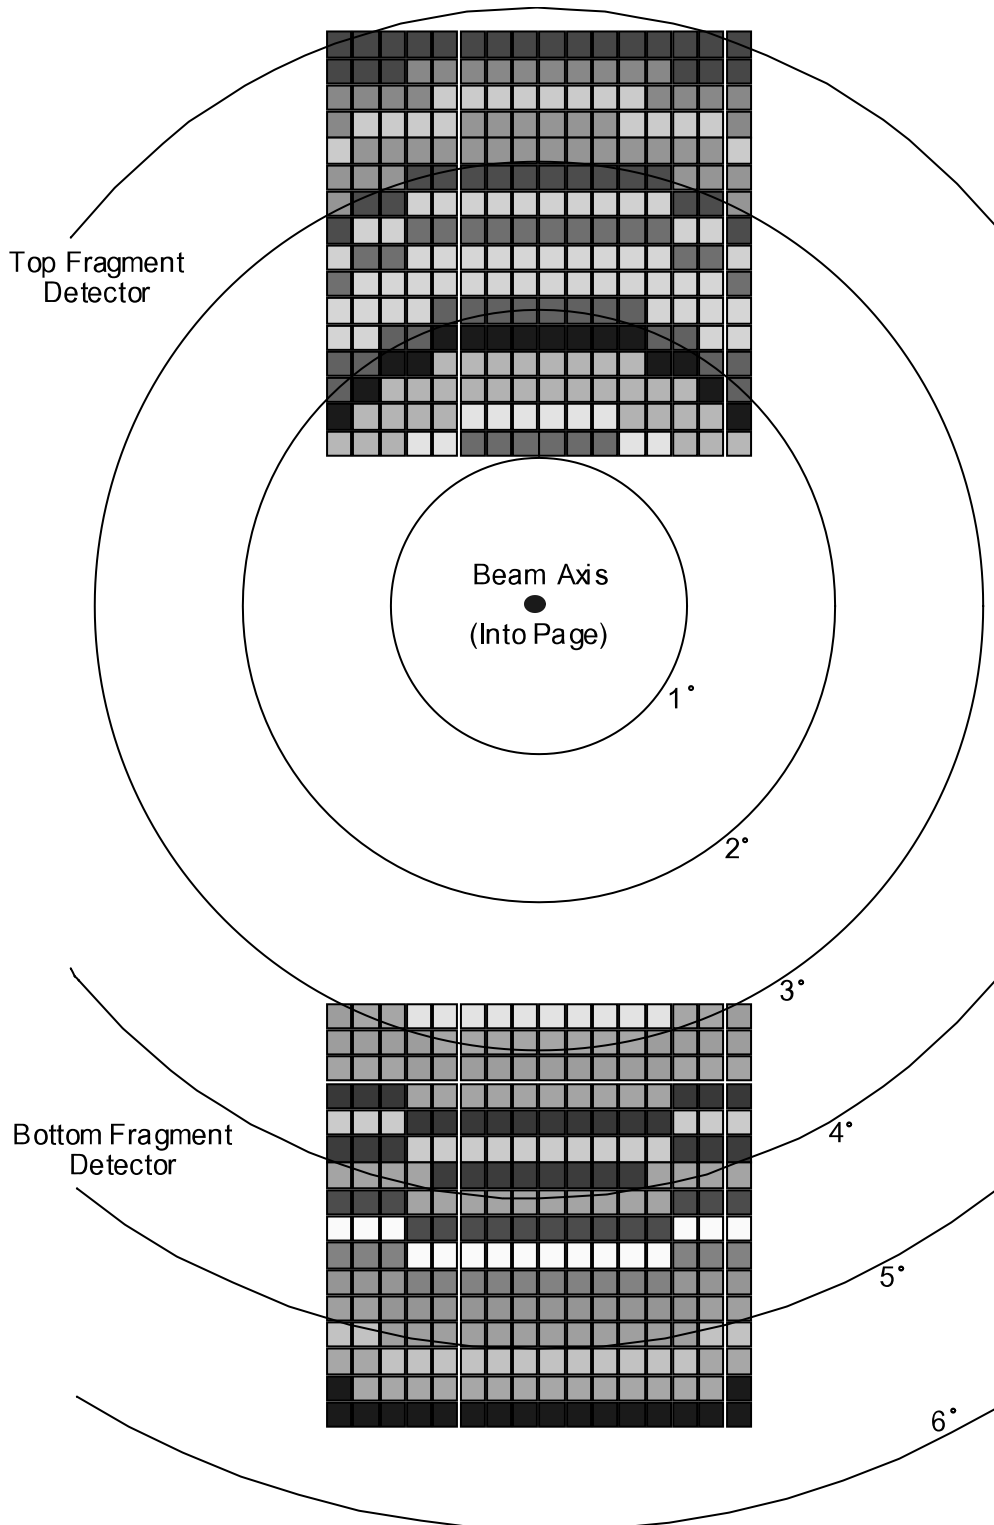 Top Fragment
Detector
Beam Axis
(Into Page)
1°
2°
3°
4°
Bottom Fragment
Detector
5°
6°